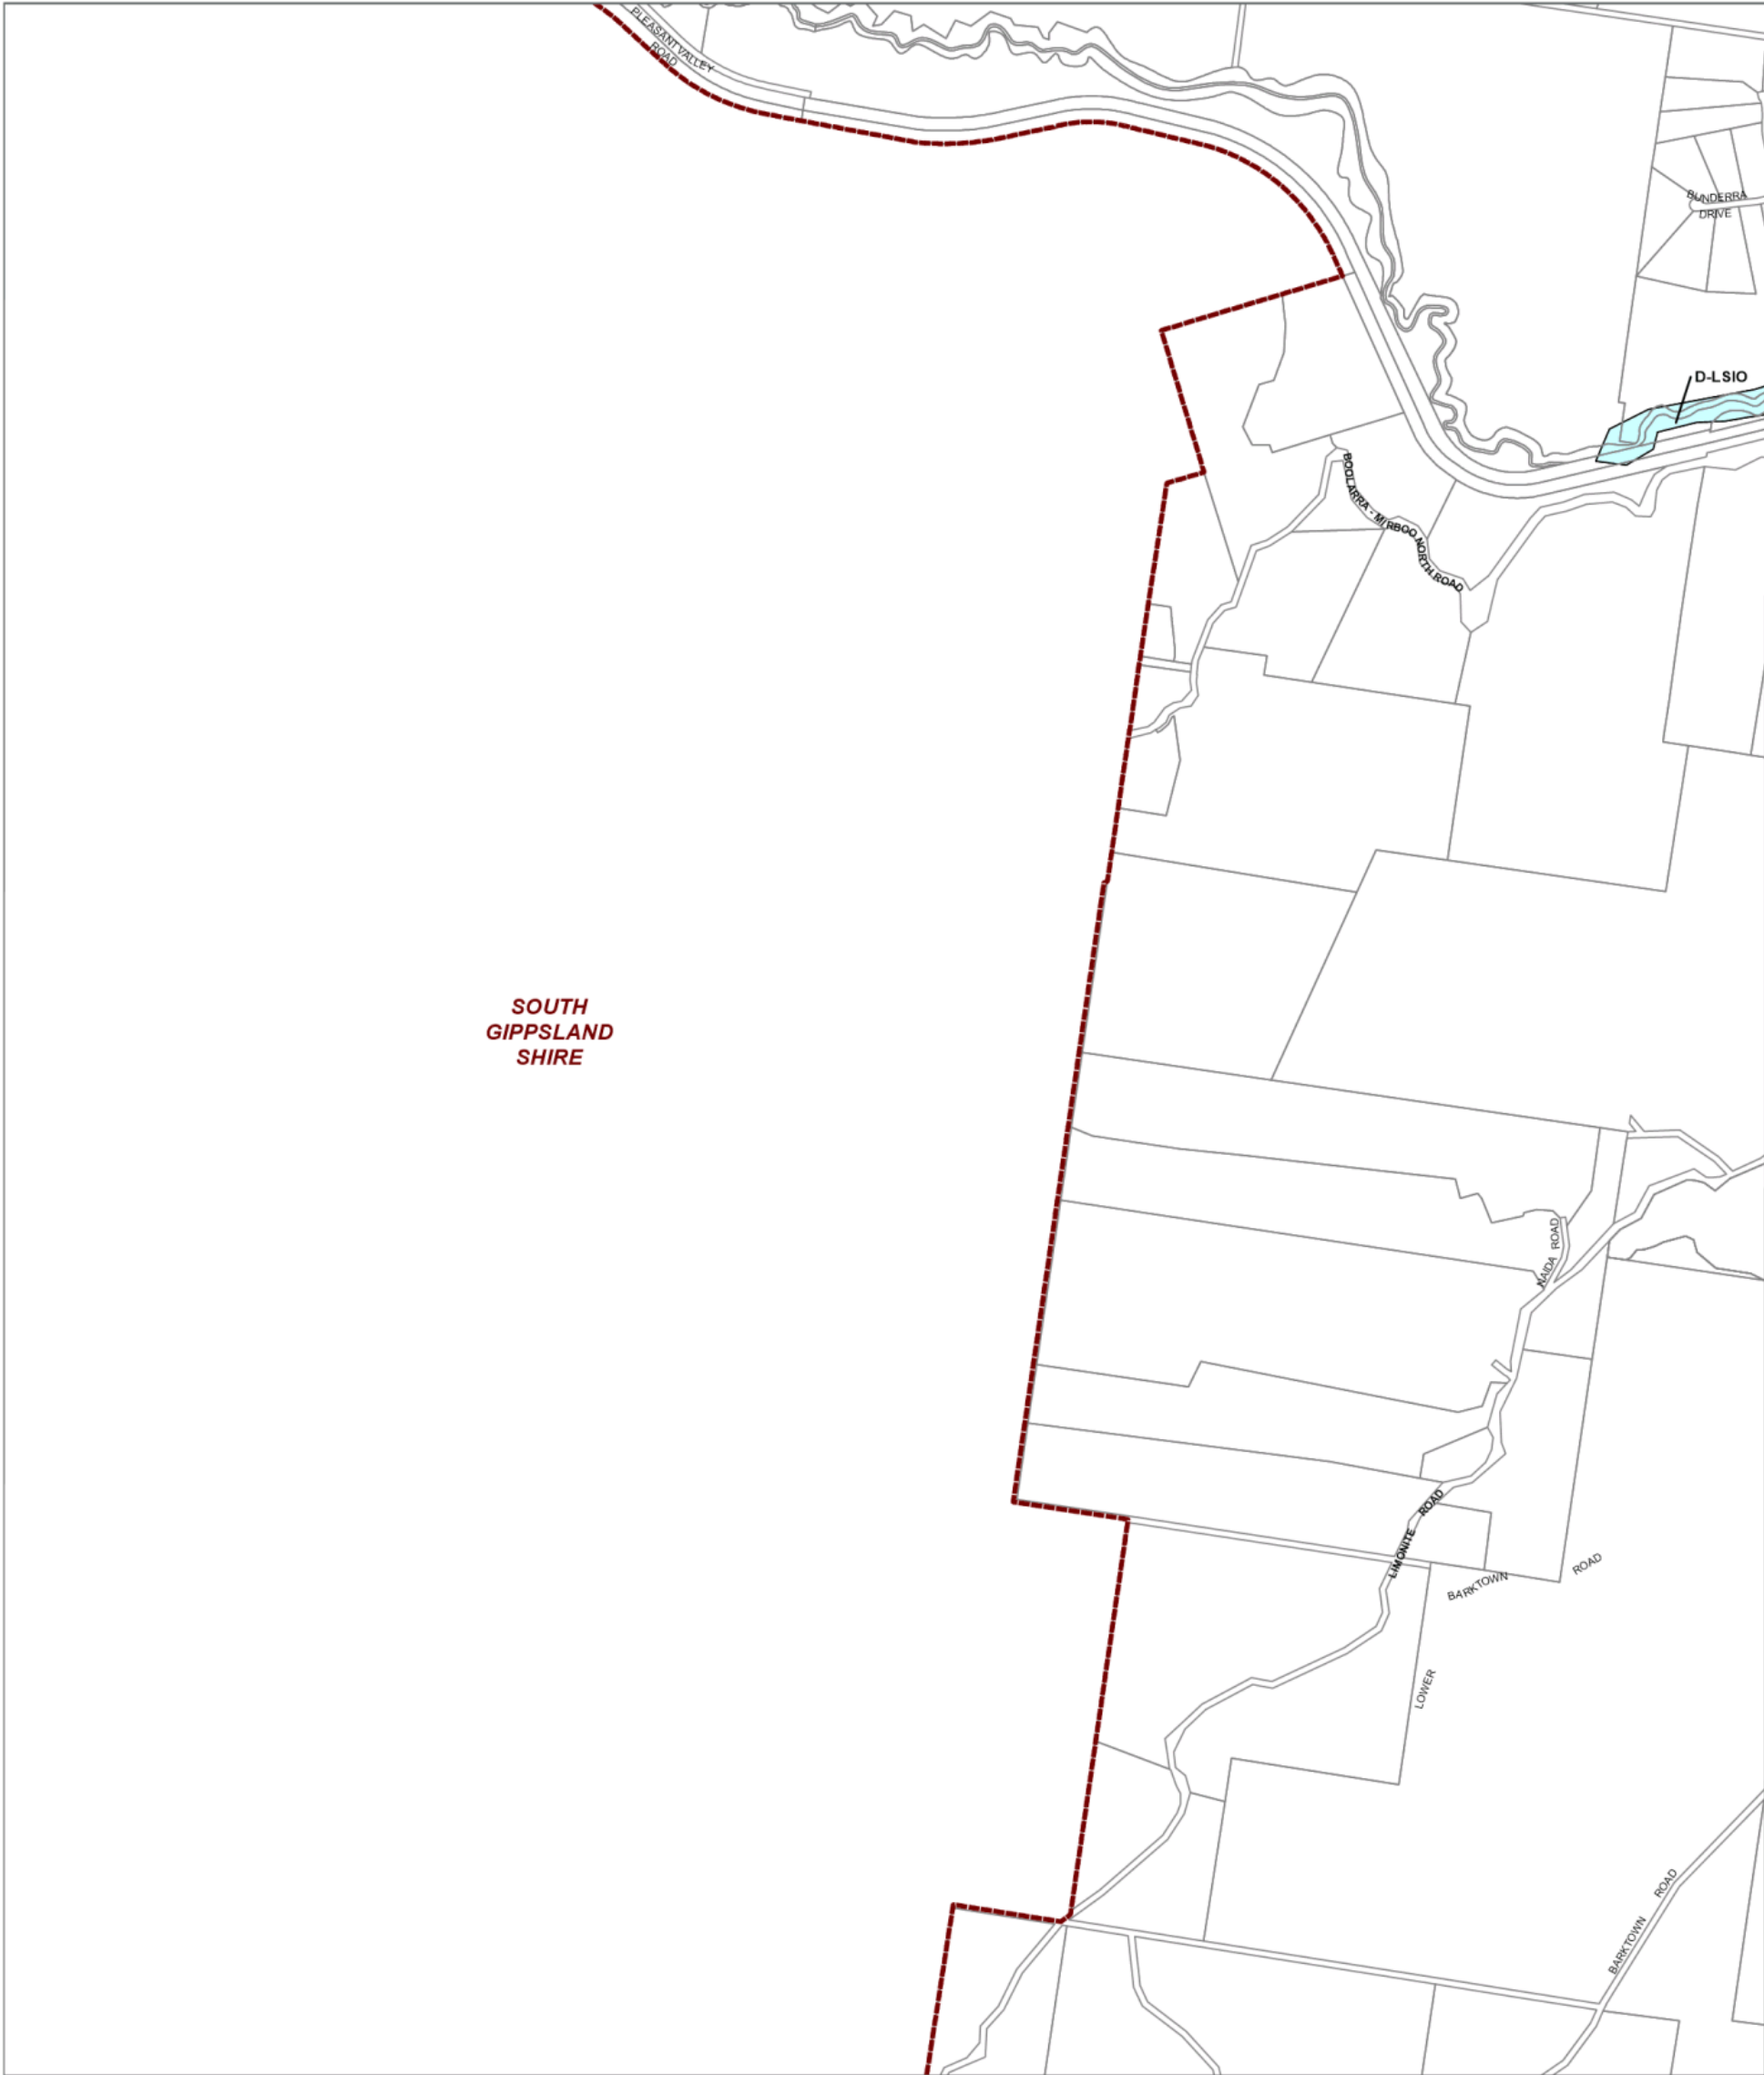 PLEASANT VALLEY
ROAD
BUNDERRA
DRIVE
D-LSIO
BOOLARRA - MIRBOO NORTH ROAD
SOUTH
GIPPSLAND
SHIRE
NAIDA ROAD
LIMONITE ROAD
BARKTOWN ROAD
LOWER
BARKTOWN ROAD